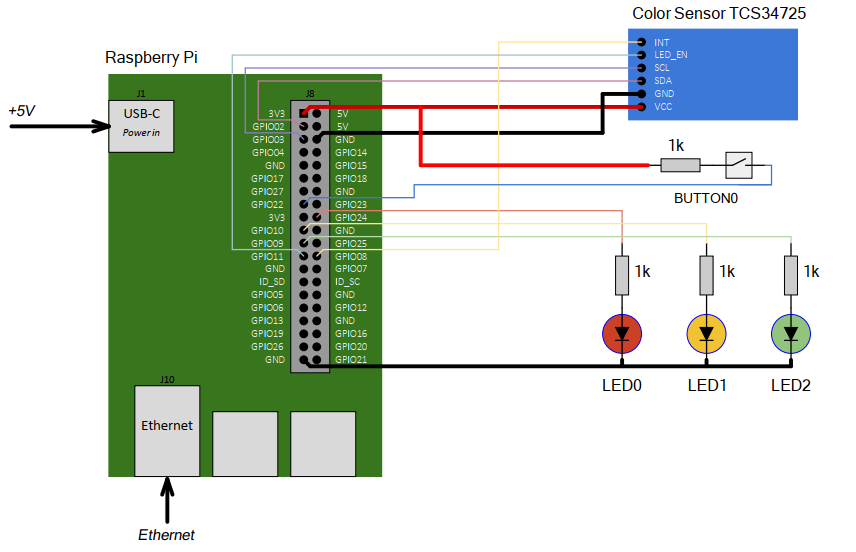 Color Sensor TCS34725
INT
LED_EN
SCL
SDA
GND
VCC
Raspberry Pi
+5V
J1
USB-C
Power in
J8
3V3 5V
GPIO02 5V
GPIO03 GND
GPIO04 GPIO14
GND GPIO15
GPIO17 GPIO18
GPIO27 GND
GPIO22 GPIO23
3V3 GPIO24
GPIO10 GND
GPIO09 GPIO25
GPIO11 GPIO08
GND GPIO07
ID_SD ID_SC
GPIO05 GND
GPIO06 GPIO12
GPIO13 GND
GPIO19 GPIO16
GPIO26 GPIO20
GND GPIO21
1k
BUTTON0
1k 1k 1k
LED0 LED1 LED2
J10
Ethernet
Ethernet